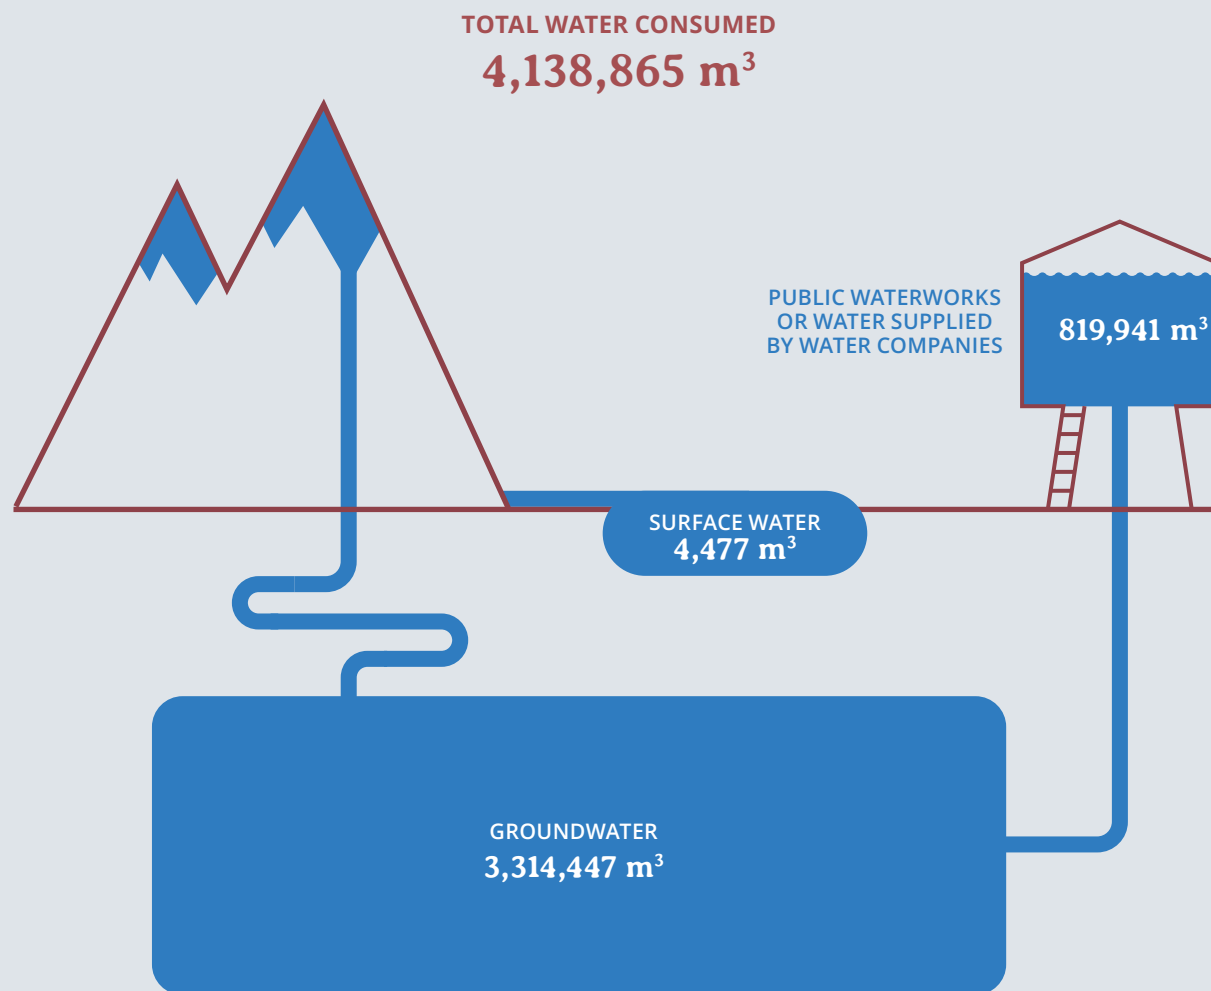 TOTAL WATER CONSUMED
4,138,865 m³
PUBLIC WATERWORKS
OR WATER SUPPLIED
BY WATER COMPANIES
819,941 m³
SURFACE WATER
4,477 m³
GROUNDWATER
3,314,447 m³